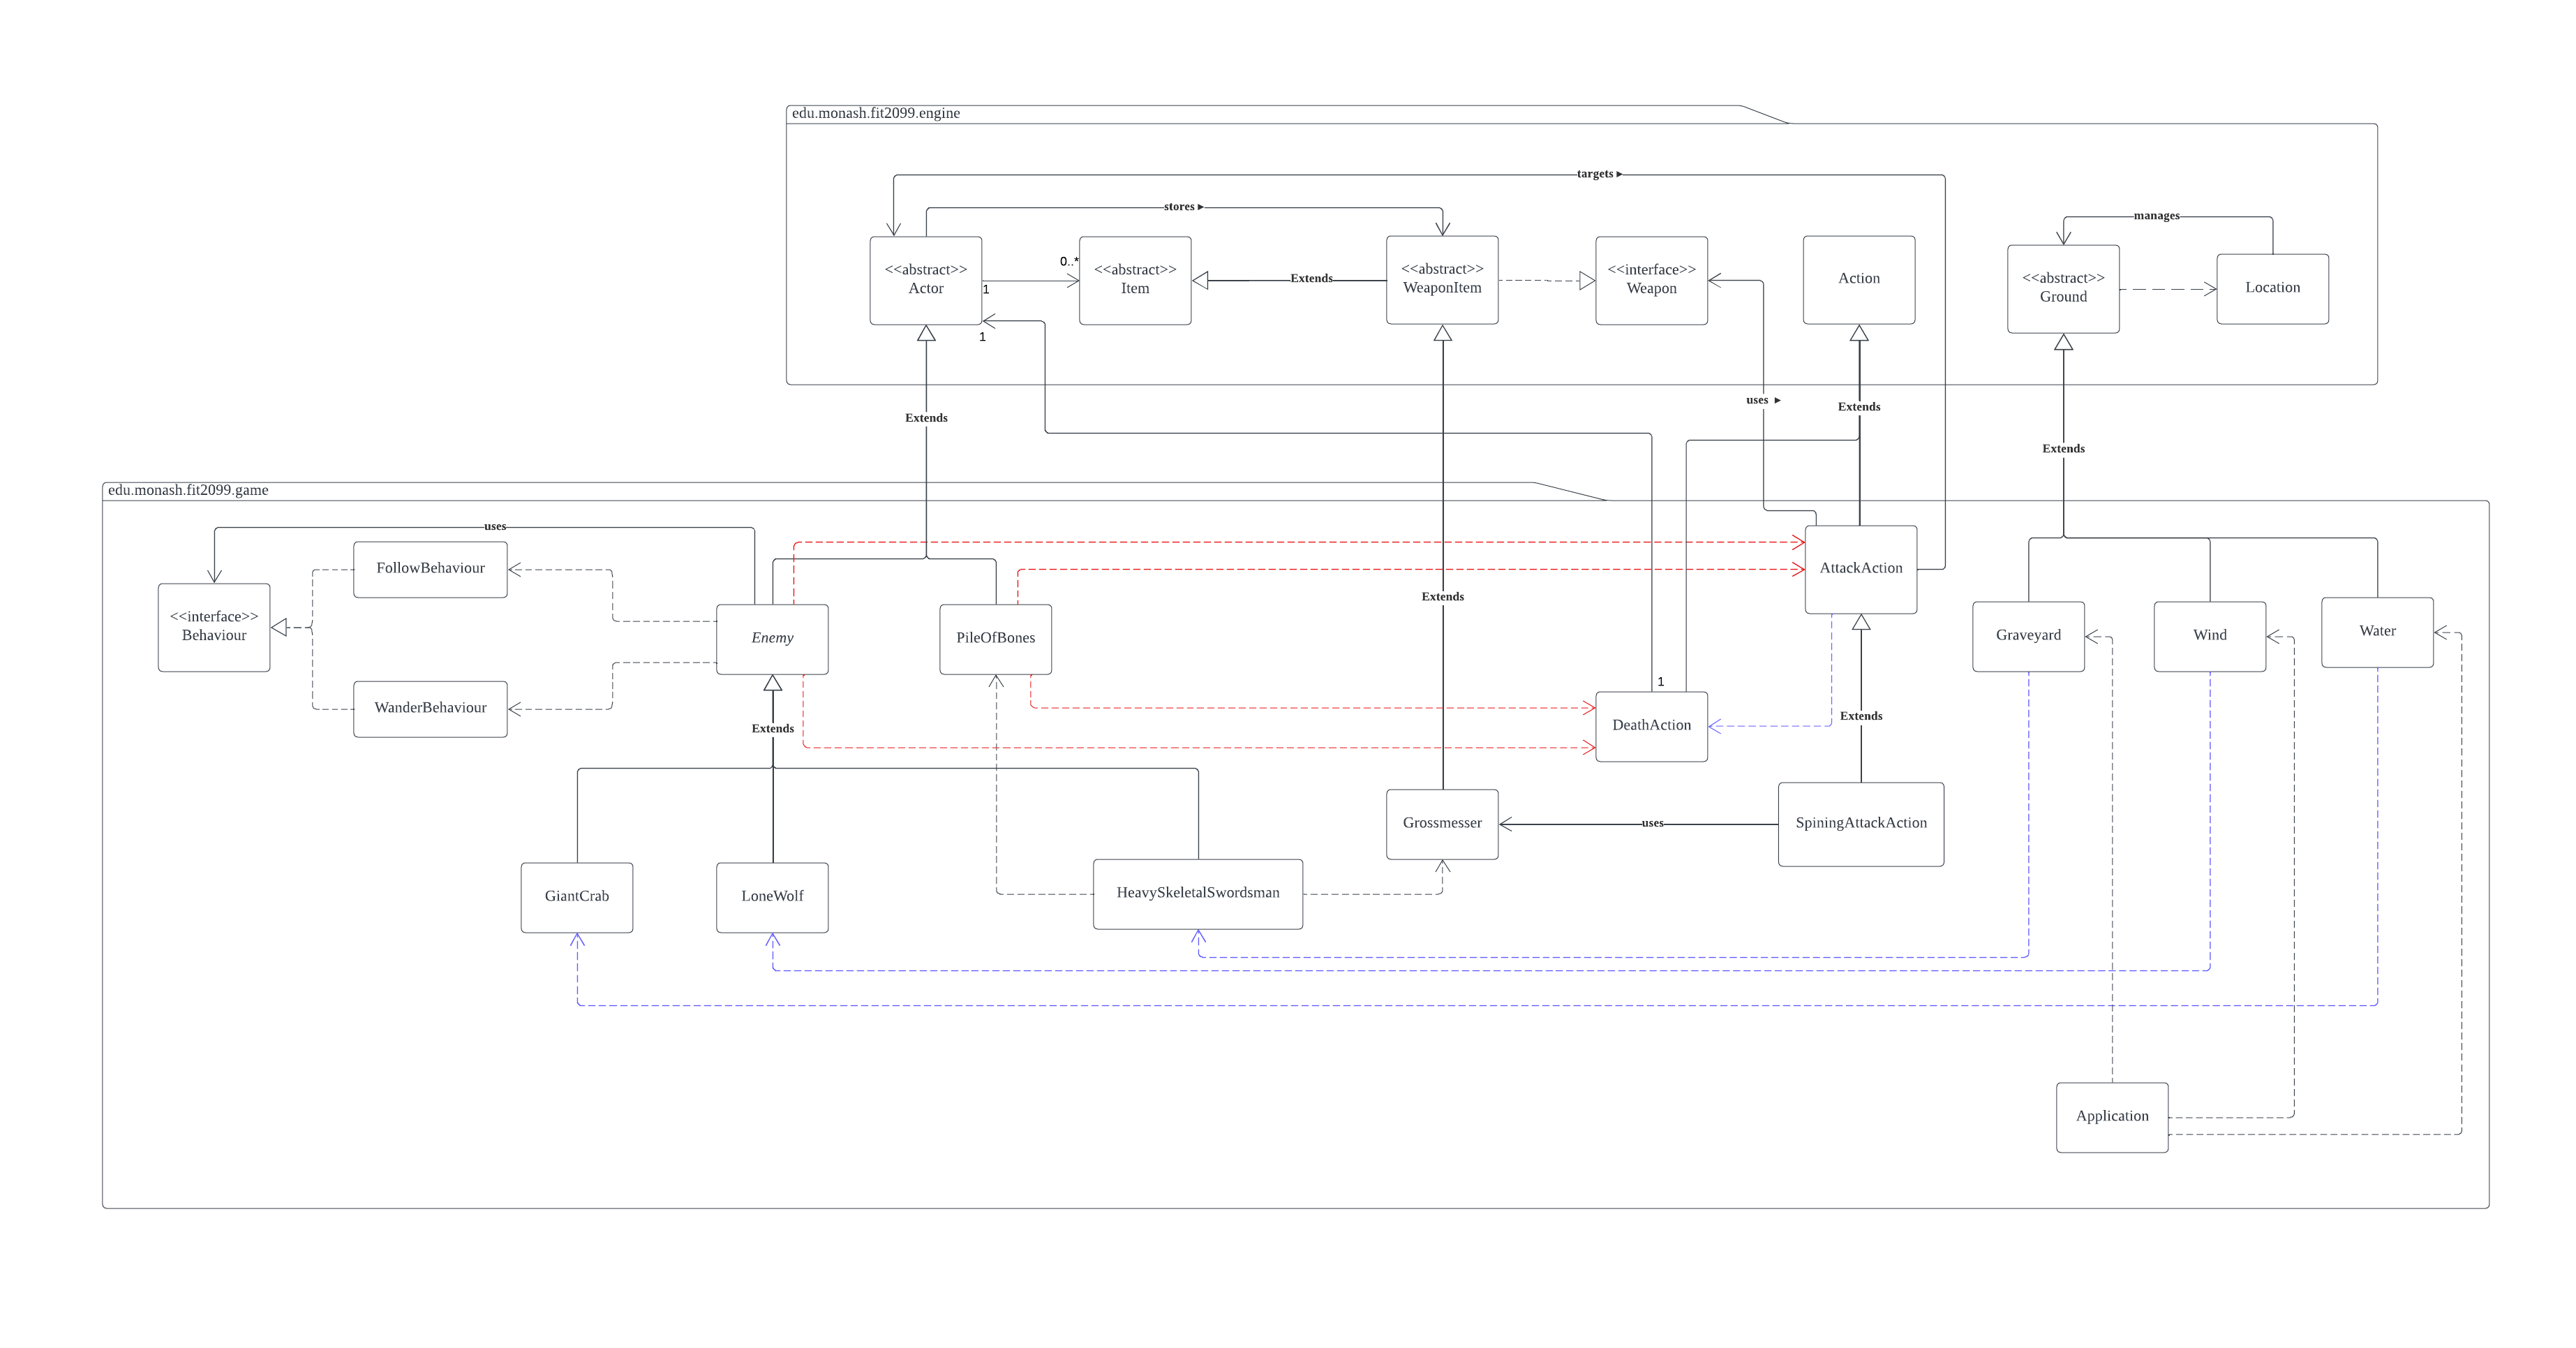 edu.monash.fit2099.engine
targets ►
stores ►
manages
<<abstract>>
Actor
0..*
1
<<abstract>>
Item
Extends
<<abstract>>
WeaponItem
<<interface>>
Weapon
Action
<<abstract>>
Ground
Location
1
uses ►
Extends
Extends
Extends
edu.monash.fit2099.game
uses
FollowBehaviour
<<interface>>
Behaviour
WanderBehaviour
Enemy
PileOfBones
Extends
AttackAction
Graveyard
Wind
Water
1
DeathAction
Extends
Extends
Grossmesser
uses
SpiningAttackAction
GiantCrab
LoneWolf
HeavySkeletalSwordsman
Application